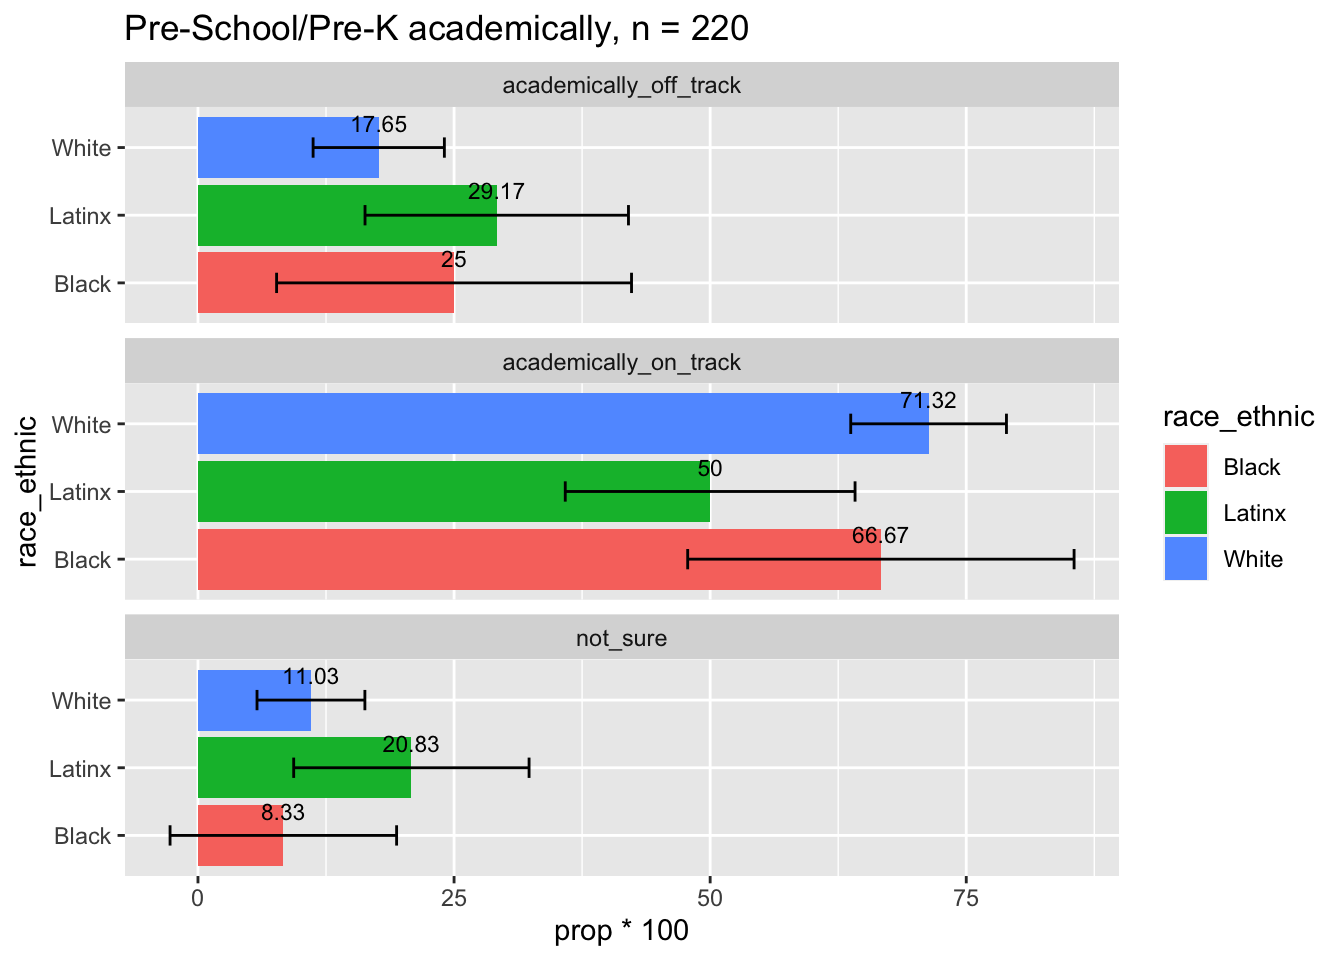 Pre-School/Pre-K academically, n = 220
academically_off_track
White
17.65
Latinx
29.17
Black
25
academically_on_track
White
71.32
Latinx
50
Black
66.67
not_sure
White
11.03
Latinx
20.83
Black
8.33
0 25 50 75
prop * 100
race_ethnic
race_ethnic
Black
Latinx
White